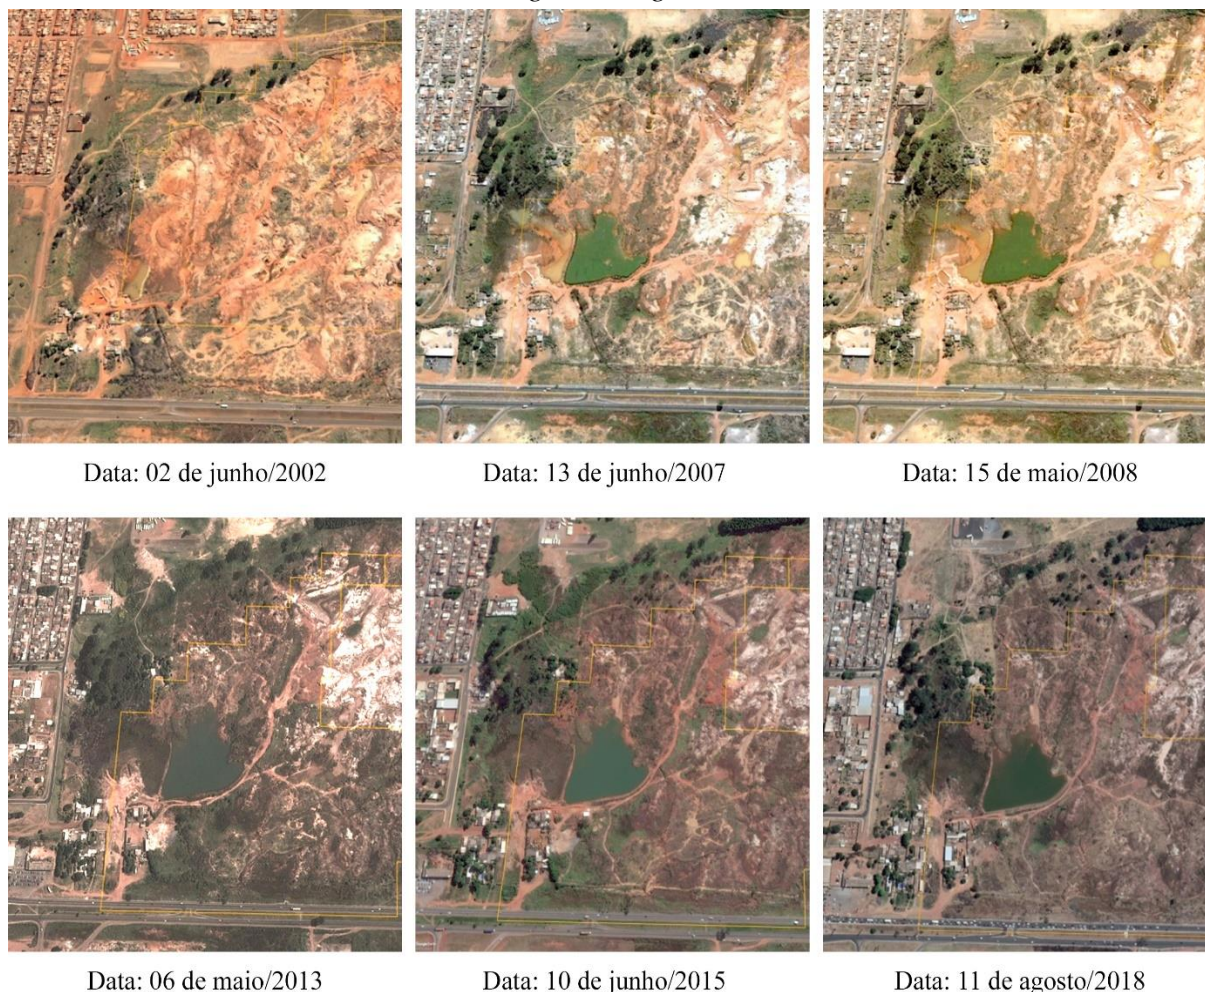 Data: 02 de junho/2002
Data: 13 de junho/2007
Data: 15 de maio/2008
Data: 06 de maio/2013
Data: 10 de junho/2015
Data: 11 de agosto/2018